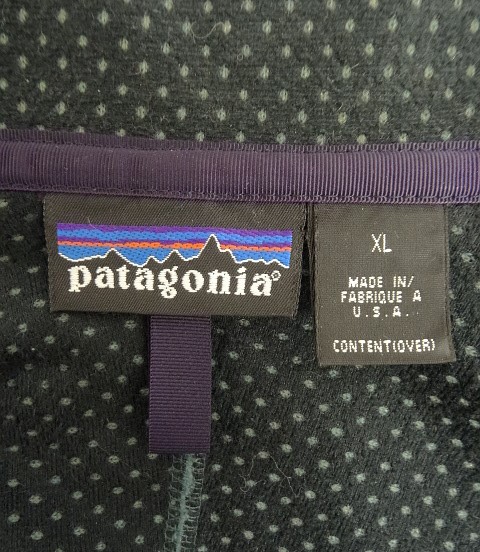 patagonia®
XL
MADE IN/
FABRIQUE A
U.S.A.
CONTENT(OVER)